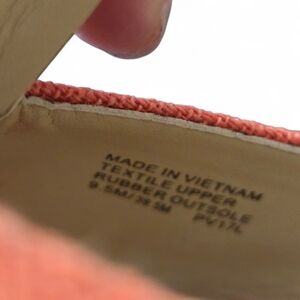 MADE IN VIETNAM
TEXTILE UPPER
RUBBER OUTSOLE
9.5M/39.5M PV17L